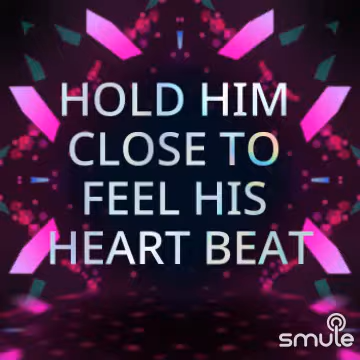 HOLD HIM
CLOSE TO
FEEL HIS
HEART BEAT
smule